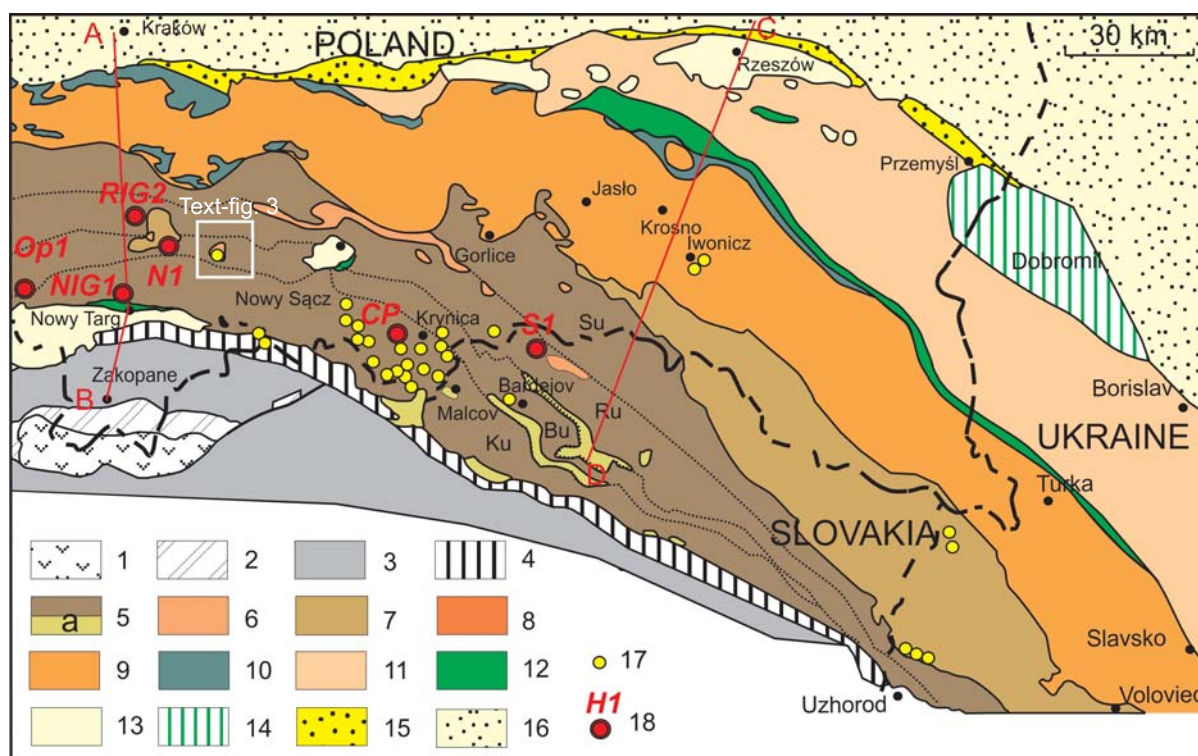 A
Kraków
POLAND
C
30 km
Rzeszów
Przemyśl
Jasło
RIG2
Text-fig. 3
Krosno
Iwonicz
Op1
N1
Gorlice
Dobromil
NIG1
Nowy Sącz
CP
Krynica
S1
Su
Nowy Targ
Zakopane
B
Bardejov
Malcov
Ru
Borislav
Ku
Bu
UKRAINE
D
Turka
SLOVAKIA
1
2
3
4
a
5
6
7
8
Slavsko
9
10
11
12
17
H1
Uzhorod
Voloviec
13
14
15
16
18